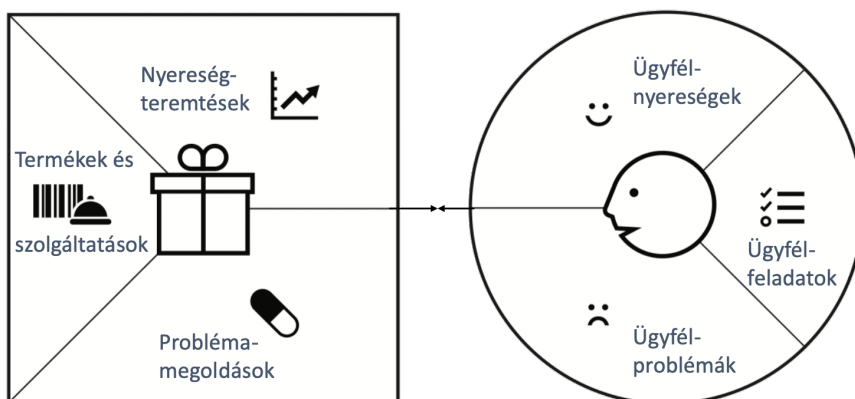 Nyereség-
teremtések
Termékek és
szolgáltatások
Probléma-
megoldások
Ügyfél-
nyereségek
Ügyfél-
feladatok
Ügyfél-
problémák